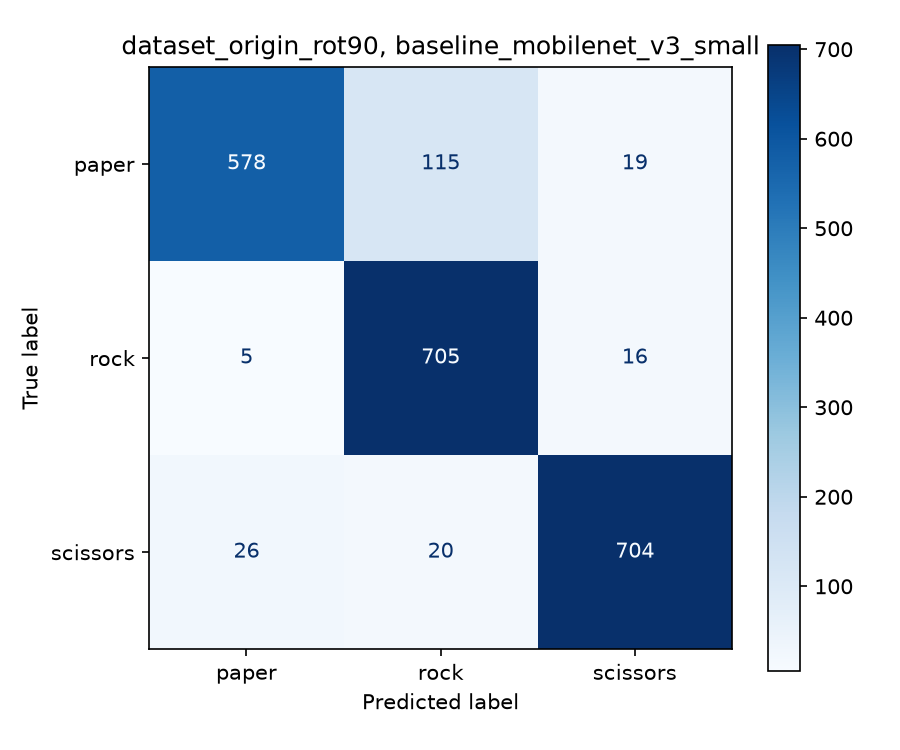 dataset_origin_rot90, baseline_mobilenet_v3_small
700
600
500
400
300
200
100
True label
paper
578 115 19
rock
5 705 16
scissors
26 20 704
paper rock scissors
Predicted label